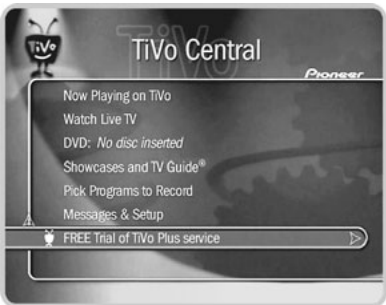 TiVo
TiVo Central
Pioneer
Now Playing on TiVo
Watch Live TV
DVD: No disc inserted
Showcases and TV Guide®
Pick Programs to Record
Messages & Setup
FREE Trial of TiVo Plus service